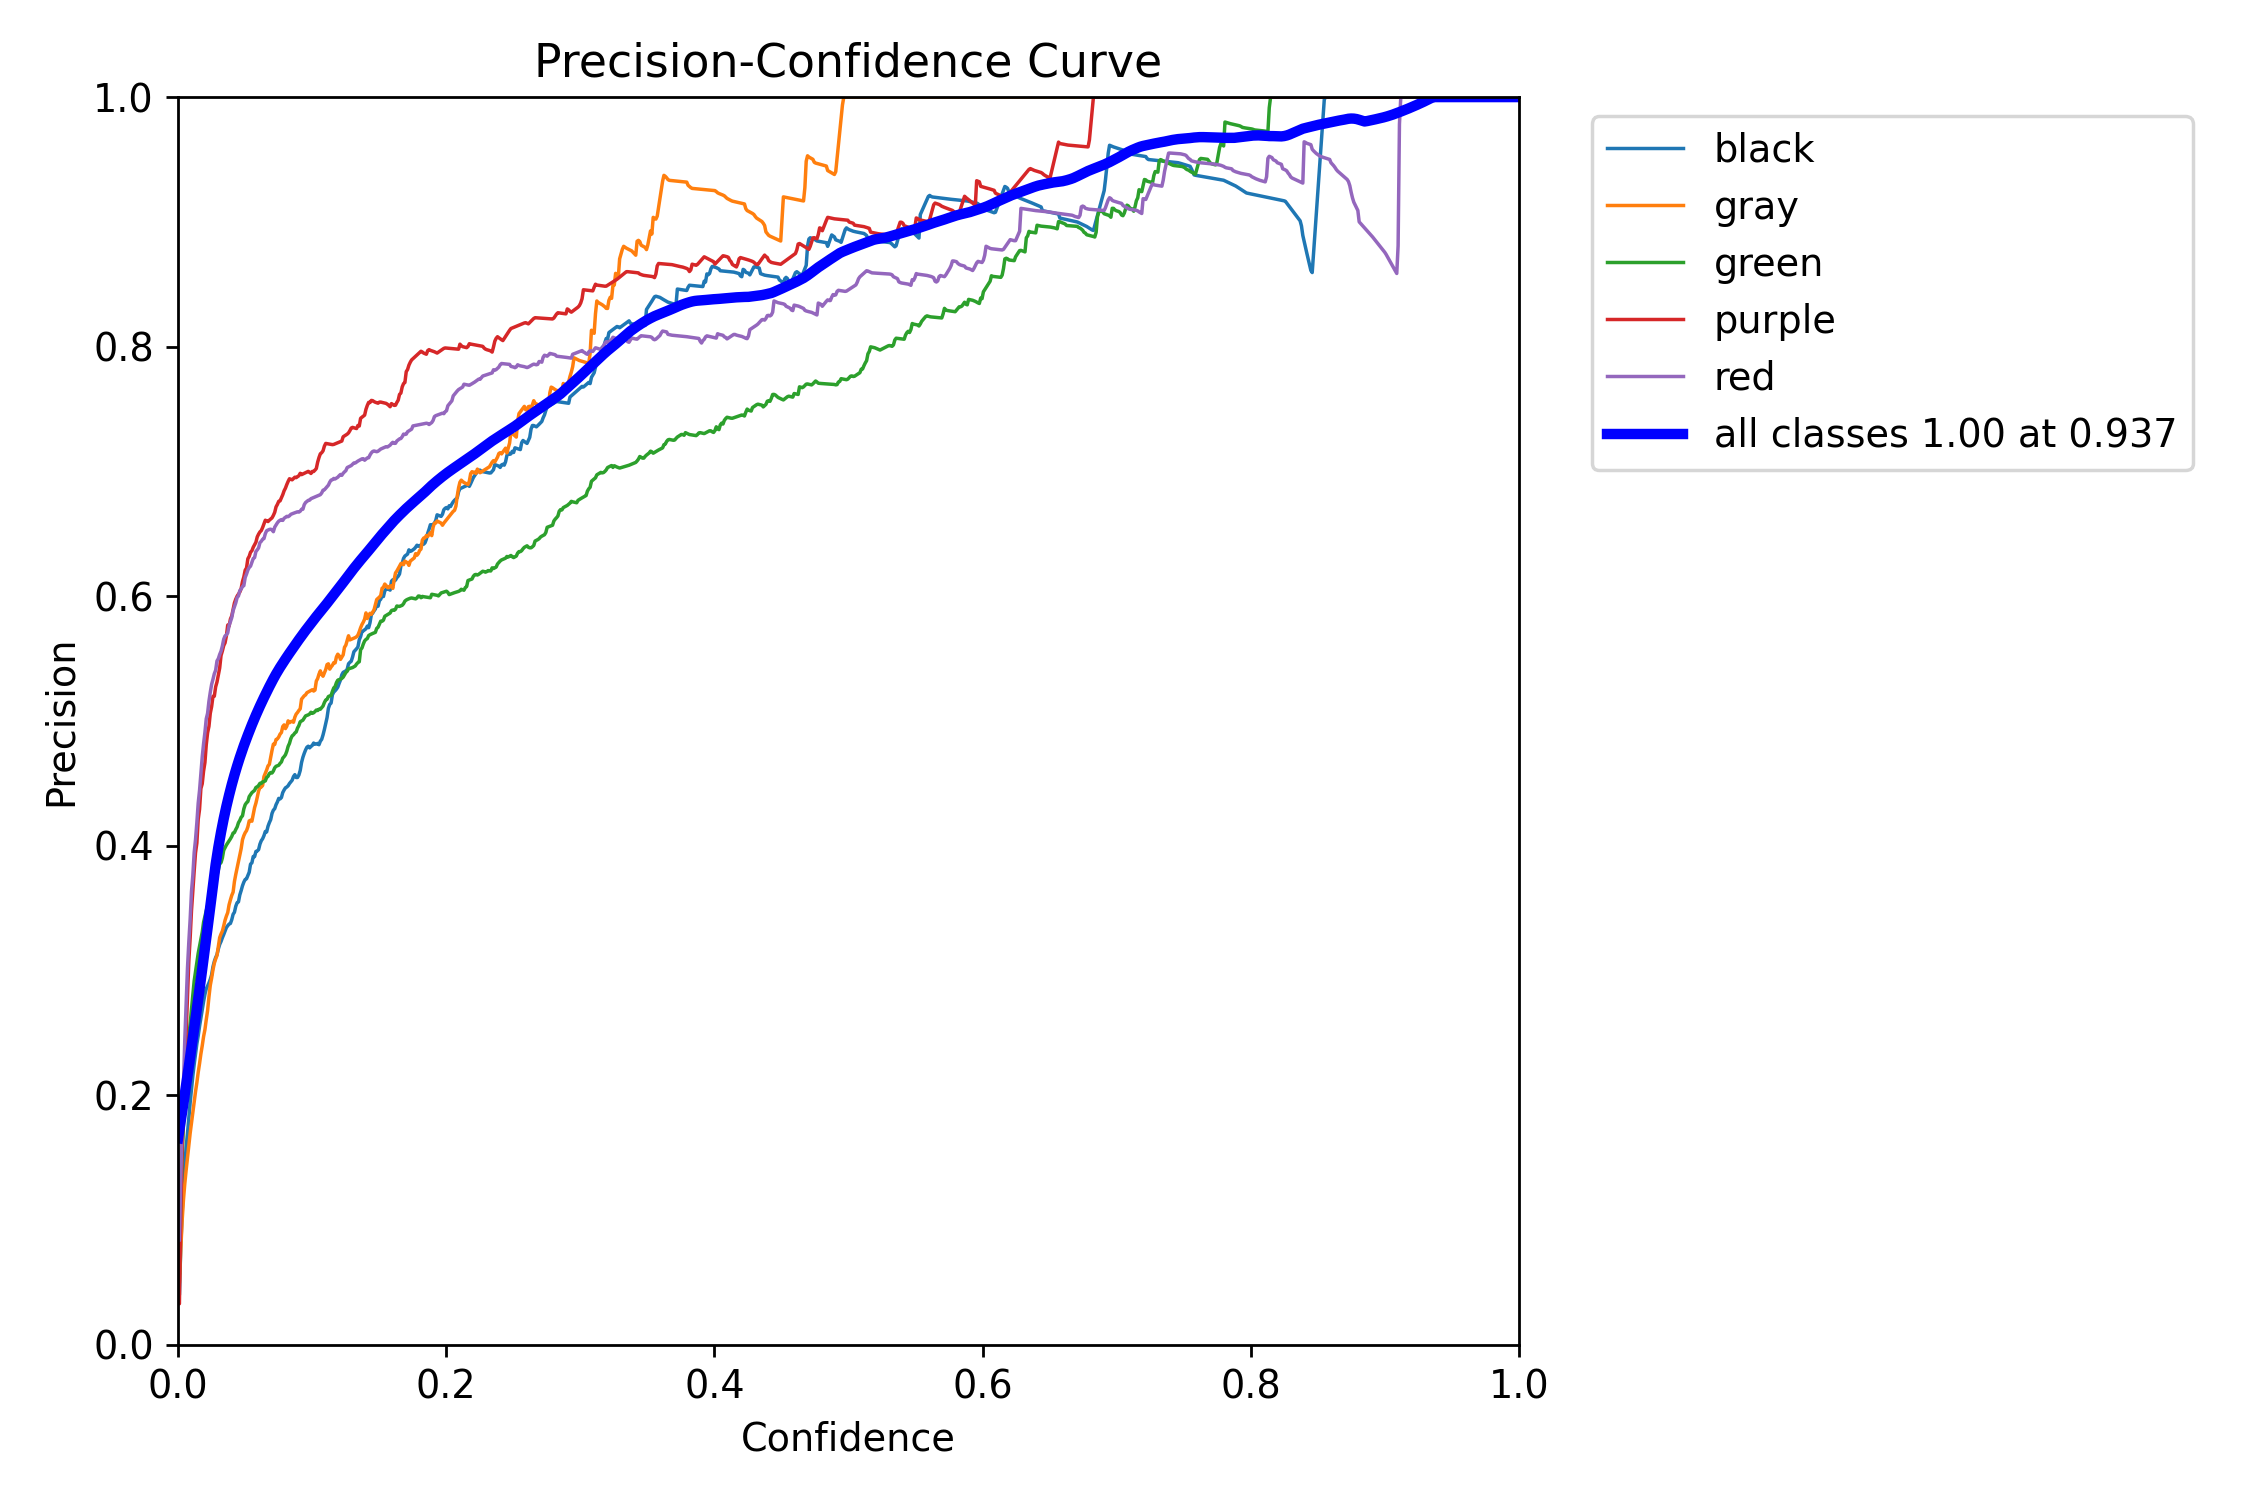 Precision-Confidence Curve
1.0
0.8
0.6
0.4
0.2
0.0
Precision
0.0 0.2 0.4 0.6 0.8 1.0
Confidence
black
gray
green
purple
red
all classes 1.00 at 0.937